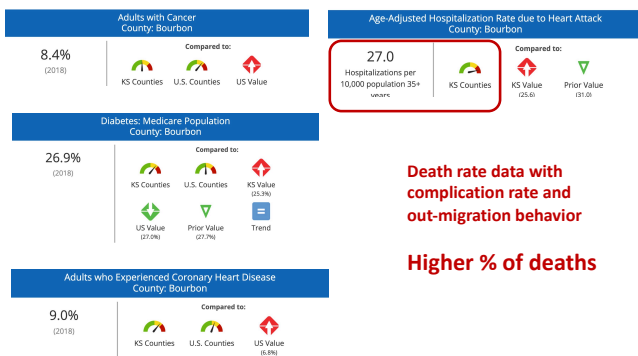 Adults with Cancer
County: Bourbon
8.4%
(2018)
Compared to:
KS Counties
U.S. Counties
US Value
Age-Adjusted Hospitalization Rate due to Heart Attack
County: Bourbon
27.0
Hospitalizations per
10,000 population 35+
years
Compared to:
KS Counties
KS Value
(25.6)
Prior Value
(31.0)
Diabetes: Medicare Population
County: Bourbon
26.9%
(2018)
Compared to:
KS Counties
U.S. Counties
KS Value
(25.3%)
US Value
(27.0%)
Prior Value
(27.7%)
Trend
Death rate data with
complication rate and
out-migration behavior
Higher % of deaths
Adults who Experienced Coronary Heart Disease
County: Bourbon
9.0%
(2018)
Compared to:
KS Counties
U.S. Counties
US Value
(6.8%)